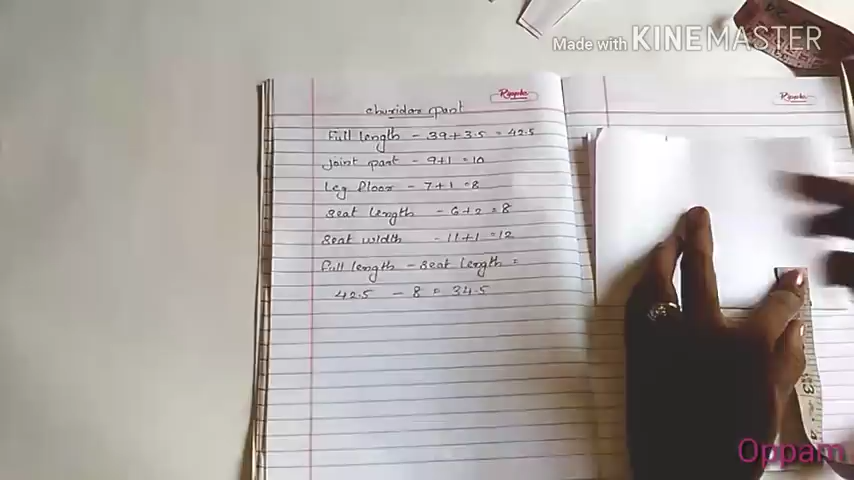 Made with KINEMASTER
churidar pant
Full length - 39+3.5 = 42.5
Joint part - 9+1 = 10
Leg floor - 7+1 = 8
seat length - 6+2 = 8
seat width - 11+1 = 12
Full length - seat length =
42.5 - 8 = 34.5
Oppam